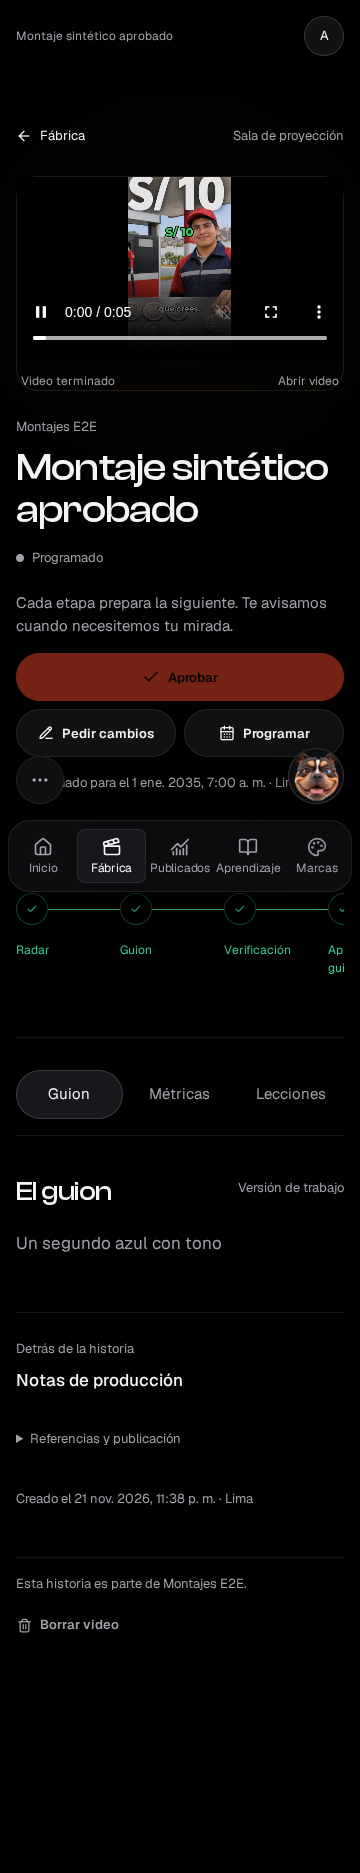 Montaje sintético aprobado
A
Fábrica
Sala de proyección
S/ 10
S/ 10
que crees.
0:00 / 0:05
Video terminado
Abrir video
Montajes E2E
Montaje sintético
aprobado
Programado
Cada etapa prepara la siguiente. Te avisamos
cuando necesitemos tu mirada.
Aprobar
Pedir cambios
Programar
para el 1 ene. 2035, 7:00 a. m. ·
Inicio
Fábrica
Publicados
Aprendizaje
Marcas
Radar
Guion
Verificación
Guion
Métricas
Lecciones
El guion
Versión de trabajo
Un segundo azul con tono
Detrás de la historia
Notas de producción
Referencias y publicación
Creado el 21 nov. 2026, 11:38 p. m. · Lima
Esta historia es parte de Montajes E2E.
Borrar video